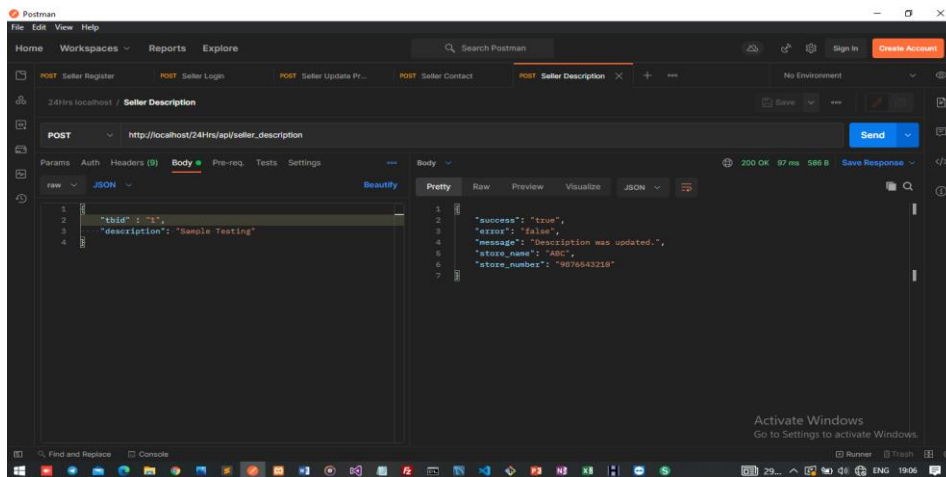 Postman
File Edit View Help
Home Workspaces Reports Explore Search Postman Sign In Create Account
POST Seller Register POST Seller Login POST Seller Update Pr... POST Seller Contact POST Seller Description No Environment
24Hrs localhost / Seller Description Save
POST http://localhost/24Hrs/api/seller_description Send
Params Auth Headers (9) Body Pre-req. Tests Settings Body 200 OK 97 ms 586 B Save Response
raw JSON Beautify Pretty Raw Preview Visualize JSON
1 { 1 {
2 "tbid" : "1", 2 "success": "true",
3 "description": "Sample Testing" 3 "error": "false",
4 } 4 "message": "Description was updated.",
5 "store_name": "ABC",
6 "store_number": "9876543210"
7 }
Activate Windows
Go to Settings to activate Windows.
Find and Replace Console Runner Trash
29... ENG 19:06